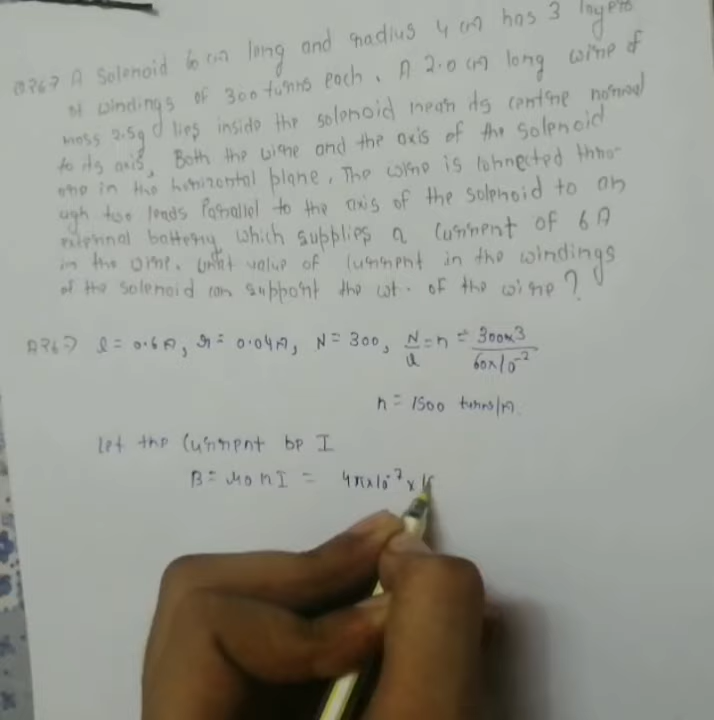 Q26 → A Solenoid 60 cm long and radius 4 cm has 3 layers
of windings of 300 turns each. A 2.0 cm long wire of
mass 2.5g lies inside the solenoid near its centre normal
to its axis, Both the wire and the axis of the solenoid
are in the horizontal plane. The wire is connected thro-
ugh two leads Parallel to the axis of the solenoid to an
external battery which supplies a current of 6 A
in the wire. What value of current in the windings
of the solenoid can support the wt. of the wire?
A26 → l = 0.6 m, r = 0.04 m, N = 300, N/l = n = 300×3/60×10⁻²
n = 1500 turns/m.
Let the current be I
B = μ0 n I = 4π×10⁻⁷ × 1